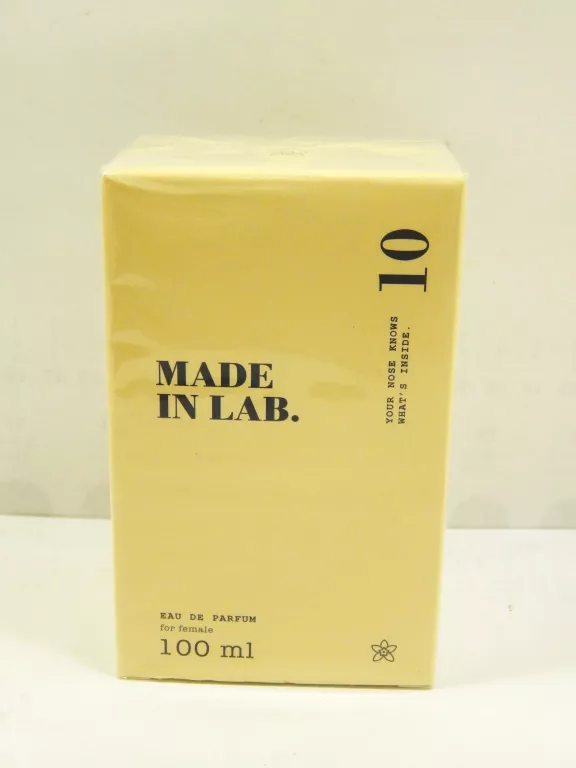 10
YOUR NOSE KNOWS
WHAT'S INSIDE.
MADE
IN LAB.
EAU DE PARFUM
for female
100 ml